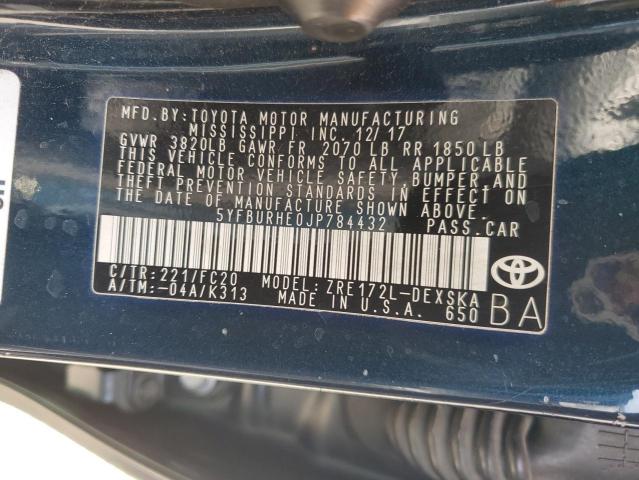 MFD.BY:TOYOTA MOTOR MANUFACTURING
MISSISSIPPI INC. 12/17
GVWR 3820LB GAWR FR 2070 LB RR 1850 LB
THIS VEHICLE CONFORMS TO ALL APPLICABLE
FEDERAL MOTOR VEHICLE SAFETY, BUMPER AND
THEFT PREVENTION STANDARDS IN EFFECT ON
THE DATE OF MANUFACTURE SHOWN ABOVE.
5YFBURHE0JP784432 PASS.CAR
C/TR:221/FC20 MODEL:ZRE172L-DEXSKA
A/TM:-04A/K313 MADE IN U.S.A. 650
BA